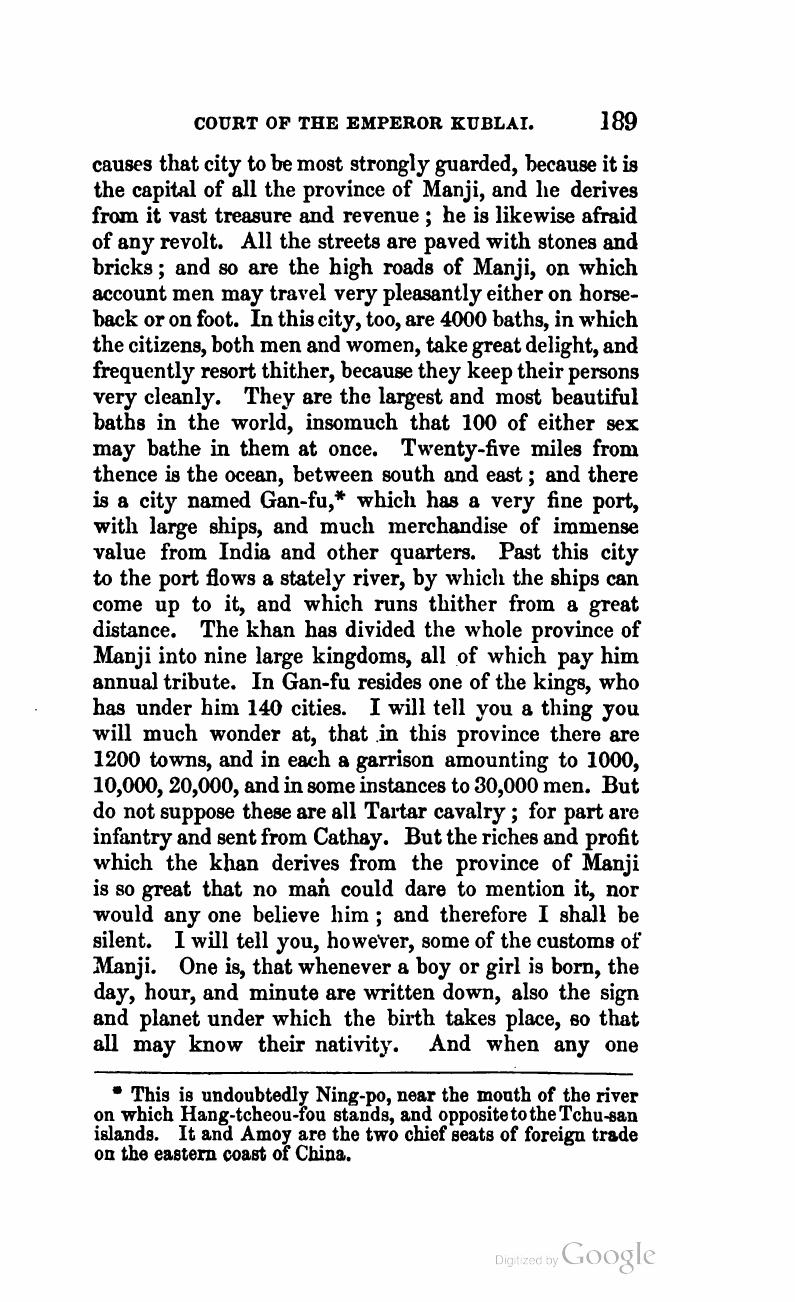 COURT OF THE EMPEROR KUBLAI. 189
causes that city to be most strongly guarded, because it is
the capital of all the province of Manji, and he derives
from it vast treasure and revenue ; he is likewise afraid
of any revolt. All the streets are paved with stones and
bricks ; and so are the high roads of Manji, on which
account men may travel very pleasantly either on horse-
back or on foot. In this city, too, are 4000 baths, in which
the citizens, both men and women, take great delight, and
frequently resort thither, because they keep their persons
very cleanly. They are the largest and most beautiful
baths in the world, insomuch that 100 of either sex
may bathe in them at once. Twenty-five miles from
thence is the ocean, between south and east ; and there
is a city named Gan-fu,* which has a very fine port,
with large ships, and much merchandise of immense
value from India and other quarters. Past this city
to the port flows a stately river, by which the ships can
come up to it, and which runs thither from a great
distance. The khan has divided the whole province of
Manji into nine large kingdoms, all of which pay him
annual tribute. In Gan-fu resides one of the kings, who
has under him 140 cities. I will tell you a thing you
will much wonder at, that in this province there are
1200 towns, and in each a garrison amounting to 1000,
10,000, 20,000, and in some instances to 30,000 men. But
do not suppose these are all Tartar cavalry ; for part are
infantry and sent from Cathay. But the riches and profit
which the khan derives from the province of Manji
is so great that no man could dare to mention it, nor
would any one believe him ; and therefore I shall be
silent. I will tell you, however, some of the customs of
Manji. One is, that whenever a boy or girl is born, the
day, hour, and minute are written down, also the sign
and planet under which the birth takes place, so that
all may know their nativity. And when any one
* This is undoubtedly Ning-po, near the mouth of the river
on which Hang-tcheou-fou stands, and opposite to the Tchu-san
islands. It and Amoy are the two chief seats of foreign trade
on the eastern coast of China.
Digitized by Google